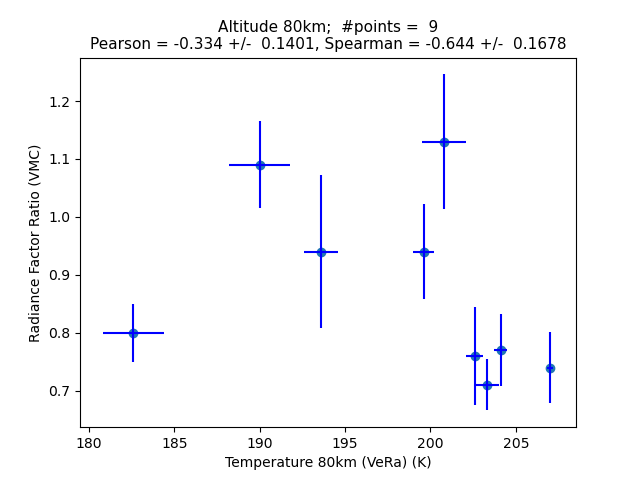 Altitude 80km;  #points =  9
Pearson = -0.334 +/-  0.1401, Spearman = -0.644 +/-  0.1678
1.2
1.1
1.0
0.9
0.8
0.7
Radiance Factor Ratio (VMC)
180 185 190 195 200 205
Temperature 80km (VeRa) (K)